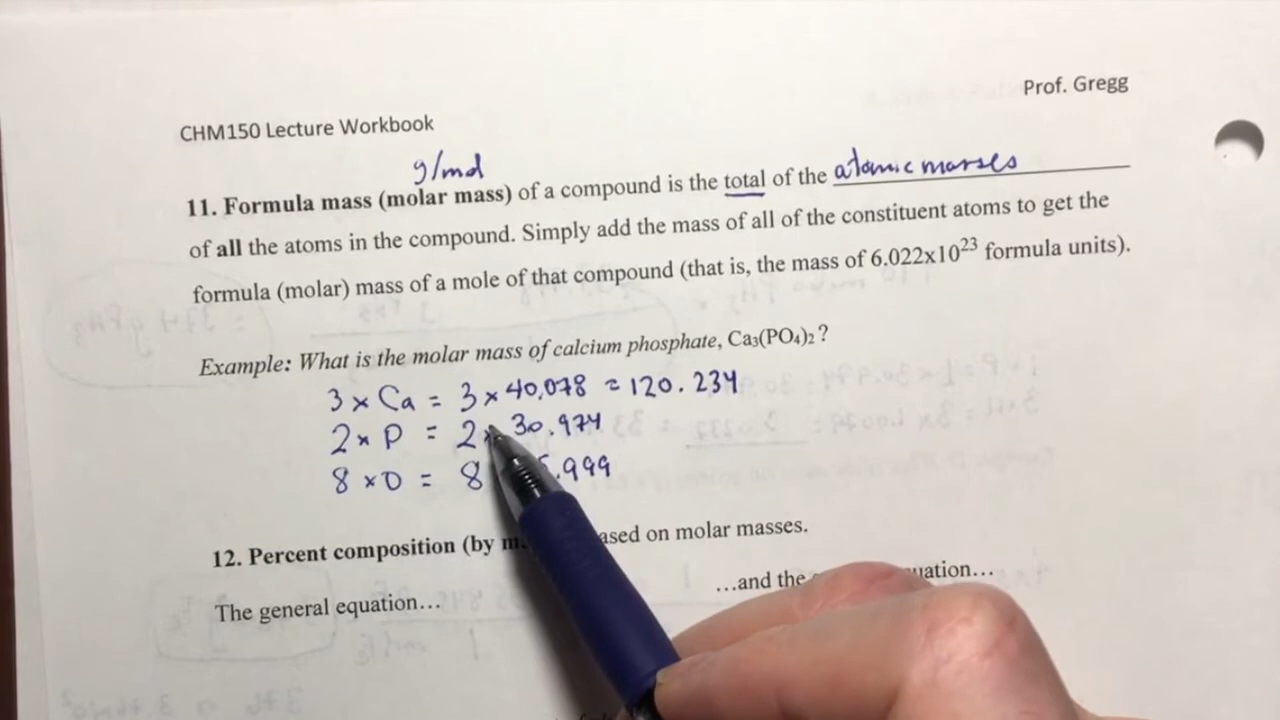 Prof. Gregg
CHM150 Lecture Workbook
g/mol
11. Formula mass (molar mass) of a compound is the total of the atomic masses
of all the atoms in the compound. Simply add the mass of all of the constituent atoms to get the
formula (molar) mass of a mole of that compound (that is, the mass of 6.022x10²³ formula units).
Example: What is the molar mass of calcium phosphate, Ca₃(PO₄)₂ ?
3 × Ca = 3 × 40.078 = 120.234
2 × P = 2 × 30.974
8 × O = 8 .999
12. Percent composition (by ased on molar masses.
…and the uation…
The general equation…